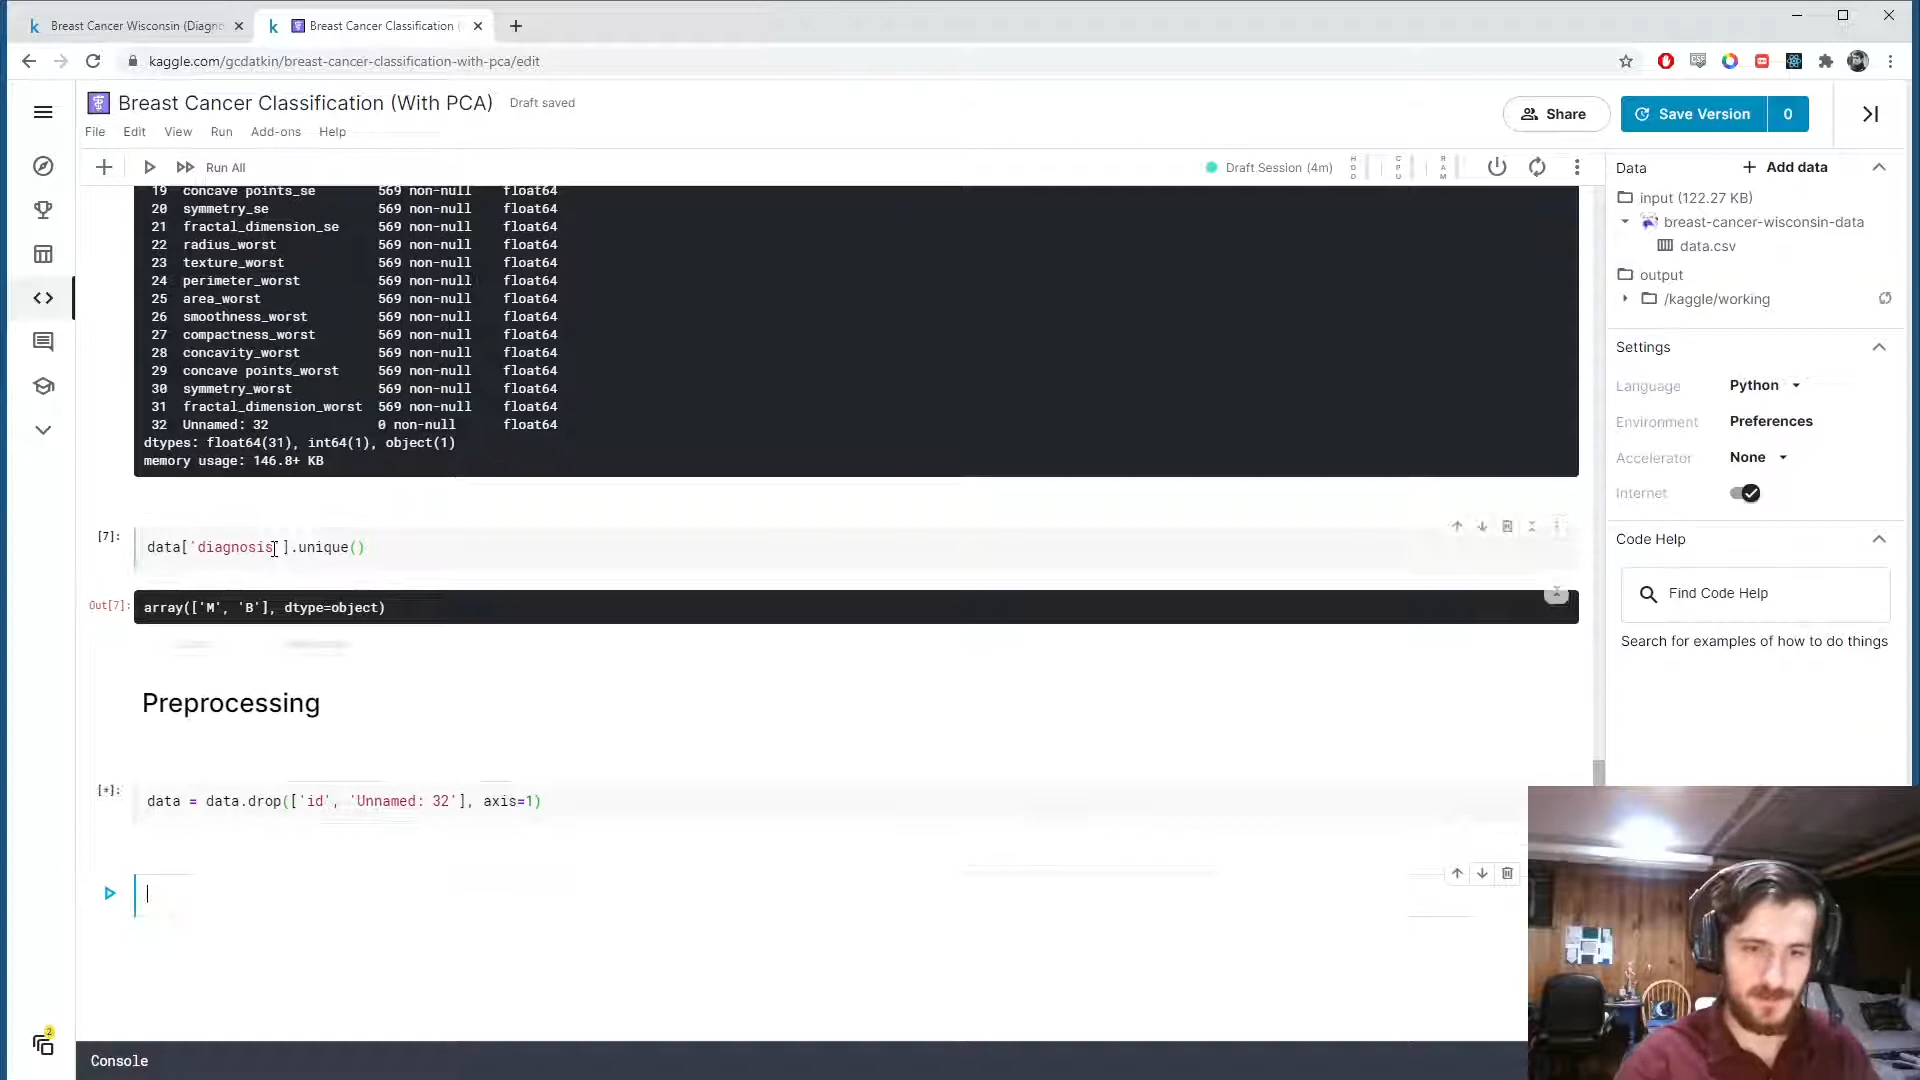 Breast Cancer Wisconsin (Diagno
Breast Cancer Classification (
kaggle.com/gcdatkin/breast-cancer-classification-with-pca/edit
Breast Cancer Classification (With PCA)
Draft saved
Share
Save Version
0
File
Edit
View
Run
Add-ons
Help
Run All
Draft Session (4m)
HDD
CPU
RAM
19 concave points_se 569 non-null float64
20 symmetry_se 569 non-null float64
21 fractal_dimension_se 569 non-null float64
22 radius_worst 569 non-null float64
23 texture_worst 569 non-null float64
24 perimeter_worst 569 non-null float64
25 area_worst 569 non-null float64
26 smoothness_worst 569 non-null float64
27 compactness_worst 569 non-null float64
28 concavity_worst 569 non-null float64
29 concave points_worst 569 non-null float64
30 symmetry_worst 569 non-null float64
31 fractal_dimension_worst 569 non-null float64
32 Unnamed: 32 0 non-null float64
dtypes: float64(31), int64(1), object(1)
memory usage: 146.8+ KB
[7]:
data['diagnosis'].unique()
Out[7]:
array(['M', 'B'], dtype=object)
Preprocessing
[*]:
data = data.drop(['id', 'Unnamed: 32'], axis=1)
Console
2
Data
Add data
input (122.27 KB)
breast-cancer-wisconsin-data
data.csv
output
/kaggle/working
Settings
Language
Python
Environment
Preferences
Accelerator
None
Internet
Code Help
Find Code Help
Search for examples of how to do things